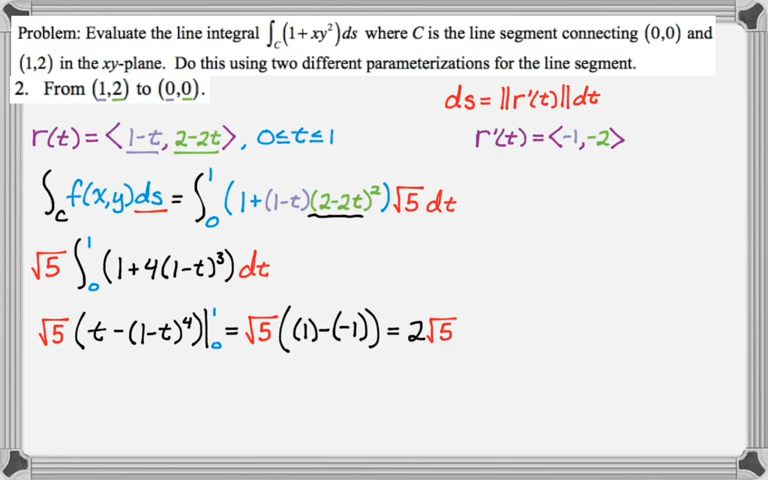 Problem: Evaluate the line integral ∫_C (1+xy²)ds where C is the line segment connecting (0,0) and
(1,2) in the xy-plane. Do this using two different parameterizations for the line segment.
2. From (1,2) to (0,0).
ds = ||r'(t)||dt
r(t) = <1-t, 2-2t>, 0≤t≤1
r'(t) = <-1,-2>
∫_C f(x,y)ds = ∫_0^1 (1+(1-t)(2-2t)²)√5 dt
√5 ∫_0^1 (1+4(1-t)³)dt
√5 (t-(1-t)⁴)|_0^1 = √5((1)-(-1)) = 2√5